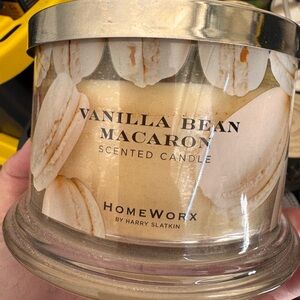 VANILLA BEAN
MACARON
SCENTED CANDLE
HOMEWORX
BY HARRY SLATKIN